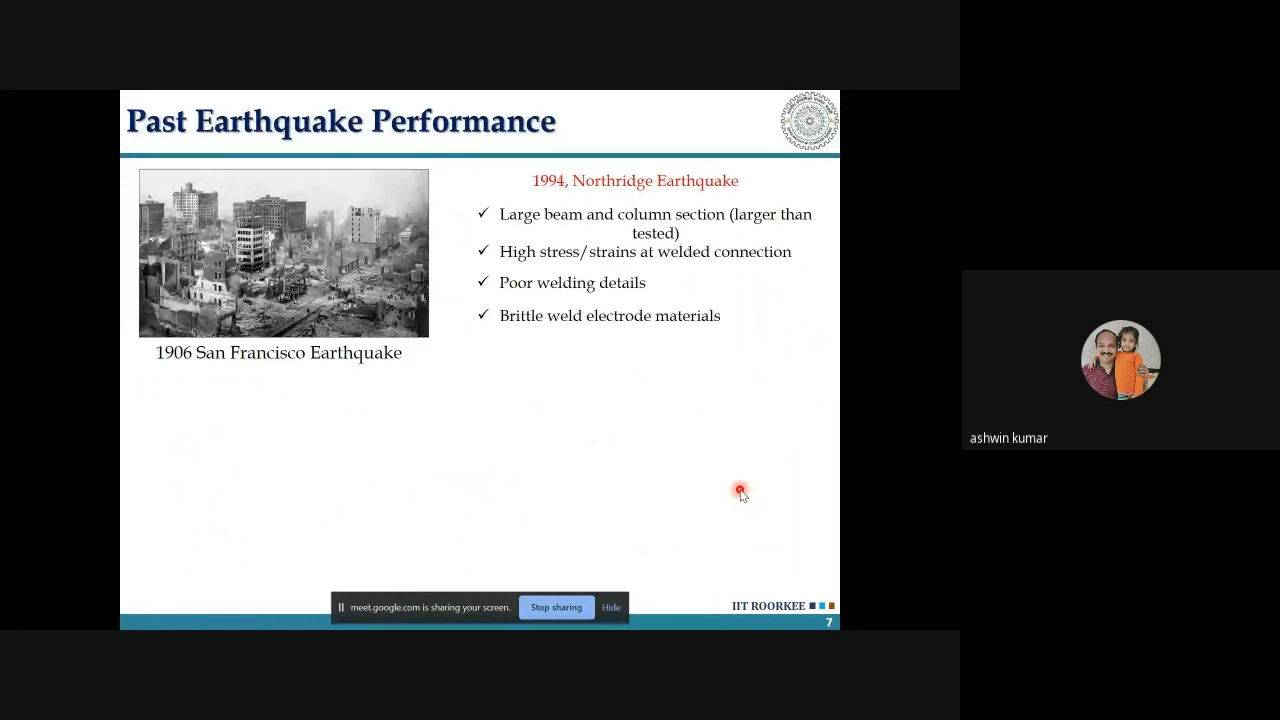 Past Earthquake Performance
1994, Northridge Earthquake
✓ Large beam and column section (larger than
tested)
✓ High stress/strains at welded connection
✓ Poor welding details
✓ Brittle weld electrode materials
1906 San Francisco Earthquake
ashwin kumar
meet.google.com is sharing your screen.
Stop sharing
Hide
IIT ROORKEE
7